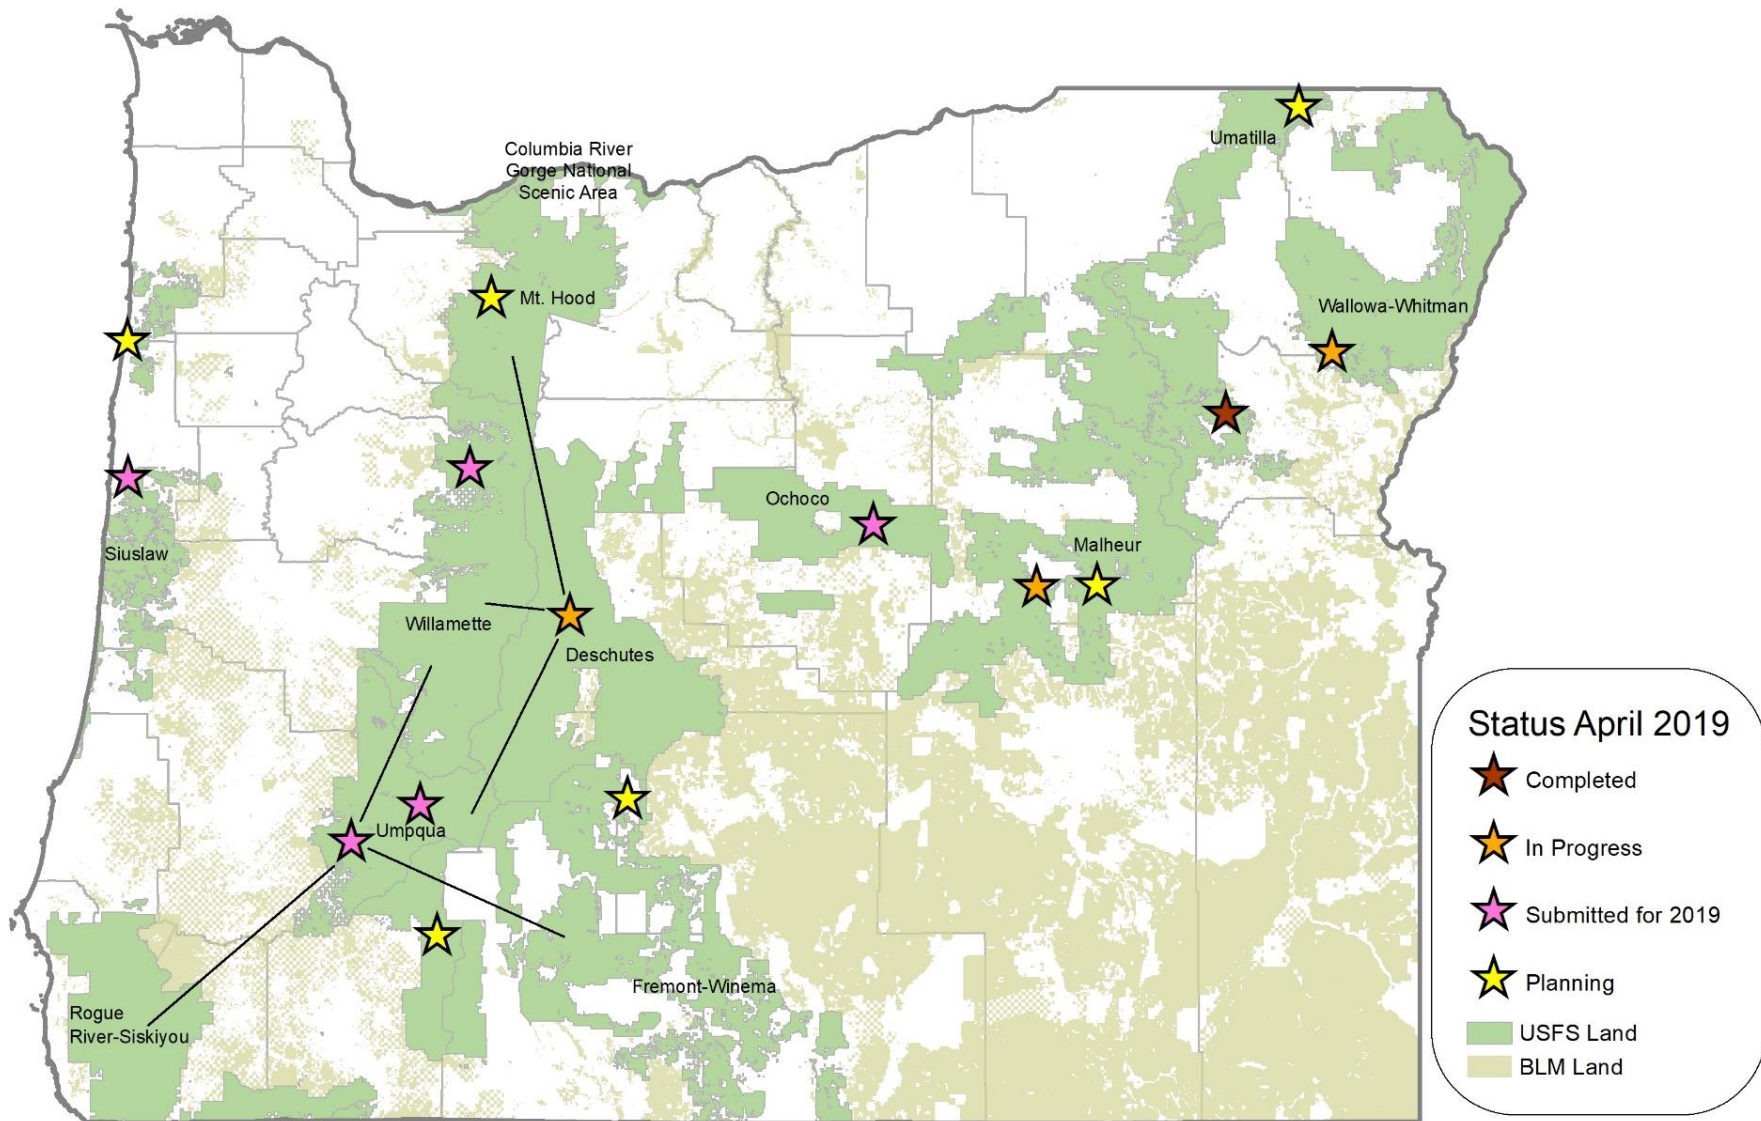 Columbia River
Gorge National
Scenic Area
Umatilla
Mt. Hood
Wallowa-Whitman
Ochoco
Siuslaw
Malheur
Willamette
Deschutes
Umpqua
Fremont-Winema
Rogue
River-Siskiyou
Status April 2019
Completed
In Progress
Submitted for 2019
Planning
USFS Land
BLM Land